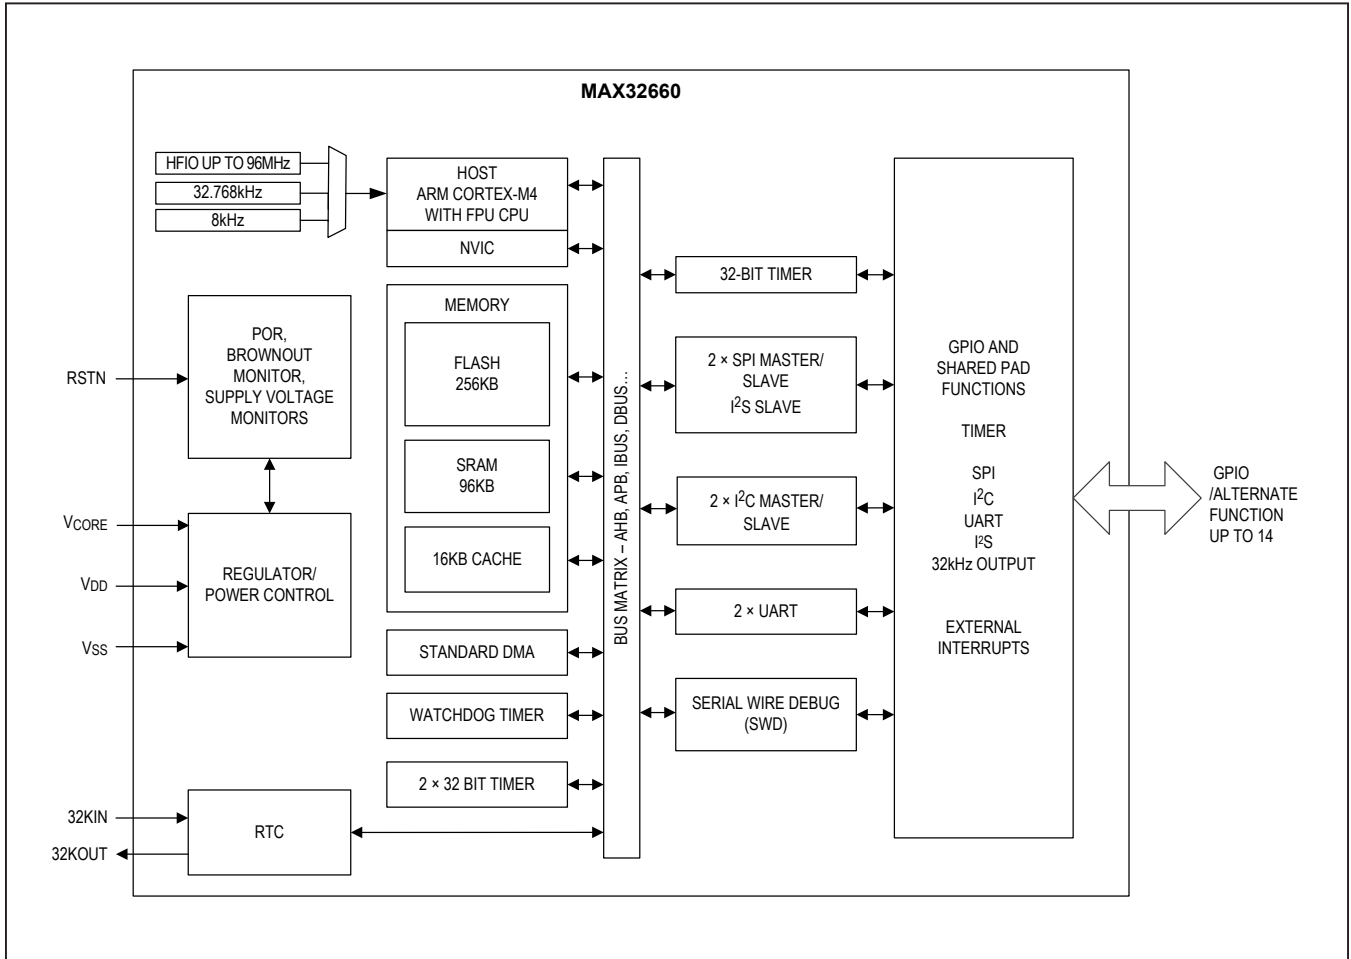 MAX32660
HFIO UP TO 96MHz
32.768kHz
8kHz
HOST
ARM CORTEX-M4
WITH FPU CPU
NVIC
POR,
BROWNOUT
MONITOR,
SUPPLY VOLTAGE
MONITORS
RSTN
VCORE
VDD
VSS
REGULATOR/
POWER CONTROL
32KIN
32KOUT
RTC
MEMORY
FLASH
256KB
SRAM
96KB
16KB CACHE
STANDARD DMA
WATCHDOG TIMER
2 × 32 BIT TIMER
BUS MATRIX – AHB, APB, IBUS, DBUS…
32-BIT TIMER
2 × SPI MASTER/
SLAVE
I²S SLAVE
2 × I²C MASTER/
SLAVE
2 × UART
SERIAL WIRE DEBUG
(SWD)
GPIO AND
SHARED PAD
FUNCTIONS
TIMER
SPI
I²C
UART
I²S
32kHz OUTPUT
EXTERNAL
INTERRUPTS
GPIO
/ALTERNATE
FUNCTION
UP TO 14